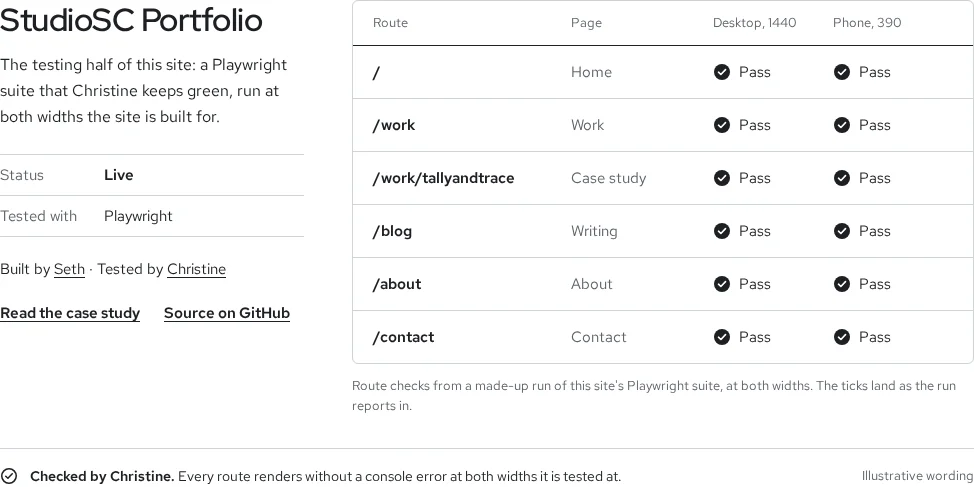 StudioSC Portfolio
The testing half of this site: a Playwright
suite that Christine keeps green, run at
both widths the site is built for.
Status Live
Tested with Playwright
Built by Seth · Tested by Christine
Read the case study Source on GitHub
Route Page Desktop, 1440 Phone, 390
/ Home Pass Pass
/work Work Pass Pass
/work/tallyandtrace Case study Pass Pass
/blog Writing Pass Pass
/about About Pass Pass
/contact Contact Pass Pass
Route checks from a made-up run of this site's Playwright suite, at both widths. The ticks land as the run
reports in.
Checked by Christine. Every route renders without a console error at both widths it is tested at.
Illustrative wording